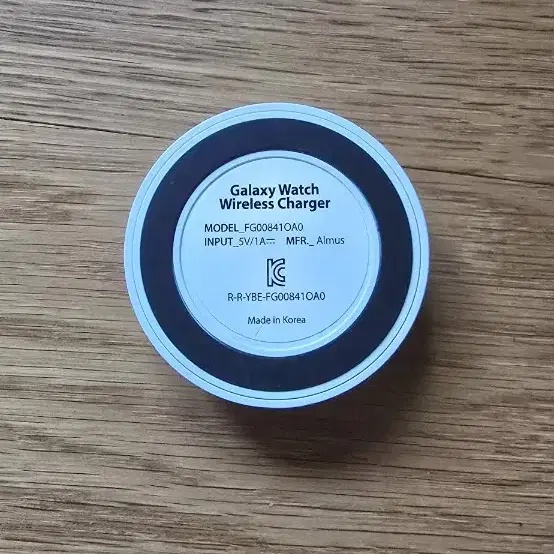 Galaxy Watch
Wireless Charger
MODEL_FG00841OA0
INPUT_5V/1A⎓ MFR._ Almus
R-R-YBE-FG00841OA0
Made in Korea